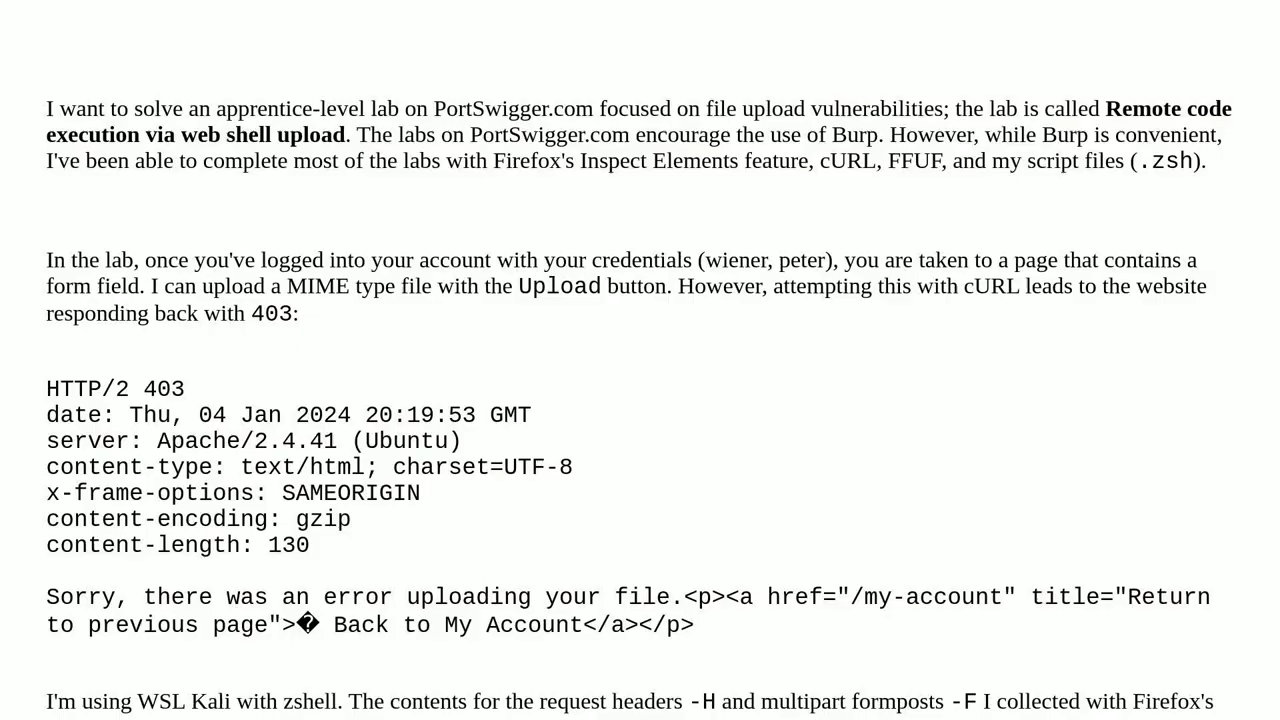 I want to solve an apprentice-level lab on PortSwigger.com focused on file upload vulnerabilities; the lab is called Remote code
execution via web shell upload. The labs on PortSwigger.com encourage the use of Burp. However, while Burp is convenient,
I've been able to complete most of the labs with Firefox's Inspect Elements feature, cURL, FFUF, and my script files (.zsh).
In the lab, once you've logged into your account with your credentials (wiener, peter), you are taken to a page that contains a
form field. I can upload a MIME type file with the Upload button. However, attempting this with cURL leads to the website
responding back with 403:
HTTP/2 403
date: Thu, 04 Jan 2024 20:19:53 GMT
server: Apache/2.4.41 (Ubuntu)
content-type: text/html; charset=UTF-8
x-frame-options: SAMEORIGIN
content-encoding: gzip
content-length: 130
Sorry, there was an error uploading your file.<p><a href="/my-account" title="Return
to previous page">� Back to My Account</a></p>
I'm using WSL Kali with zshell. The contents for the request headers -H and multipart formposts -F I collected with Firefox's